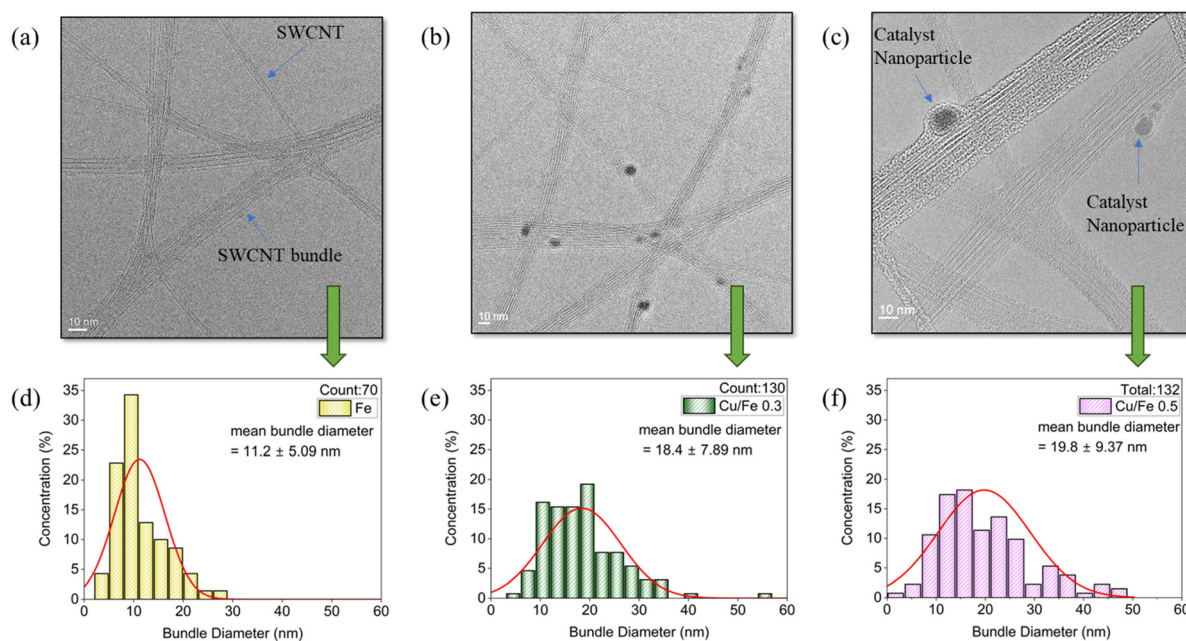 (a)
SWCNT
SWCNT bundle
10 nm
(b)
10 nm
(c)
Catalyst
Nanoparticle
Catalyst
Nanoparticle
10 nm
(d)
Count:70
Fe
mean bundle diameter
= 11.2 ± 5.09 nm
Concentration (%)
35
30
25
20
15
10
5
0
0 10 20 30 40 50 60
Bundle Diameter (nm)
(e)
Count:130
Cu/Fe 0.3
mean bundle diameter
= 18.4 ± 7.89 nm
Concentration (%)
35
30
25
20
15
10
5
0
0 10 20 30 40 50 60
Bundle Diameter (nm)
(f)
Total:132
Cu/Fe 0.5
mean bundle diameter
= 19.8 ± 9.37 nm
Concentration (%)
35
30
25
20
15
10
5
0
0 10 20 30 40 50 60
Bundle Diameter (nm)